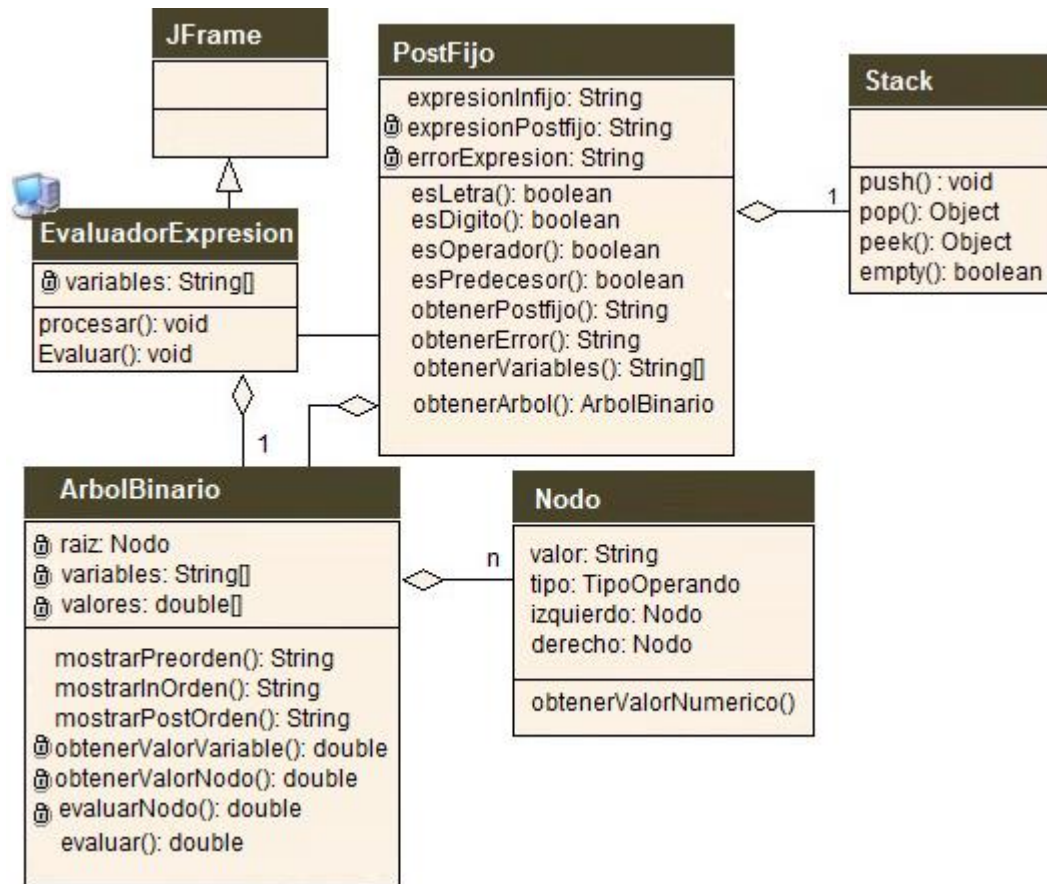 JFrame
PostFijo
expresionInfijo: String
expresionPostfijo: String
errorExpresion: String
esLetra(): boolean
esDigito(): boolean
esOperador(): boolean
esPredecesor(): boolean
obtenerPostfijo(): String
obtenerError(): String
obtenerVariables(): String[]
obtenerArbol(): ArbolBinario
Stack
push() : void
pop(): Object
peek(): Object
empty(): boolean
1
EvaluadorExpresion
variables: String[]
procesar(): void
Evaluar(): void
1
ArbolBinario
raiz: Nodo
variables: String[]
valores: double[]
mostrarPreorden(): String
mostrarInOrden(): String
mostrarPostOrden(): String
obtenerValorVariable(): double
obtenerValorNodo(): double
evaluarNodo(): double
evaluar(): double
n
Nodo
valor: String
tipo: TipoOperando
izquierdo: Nodo
derecho: Nodo
obtenerValorNumerico()